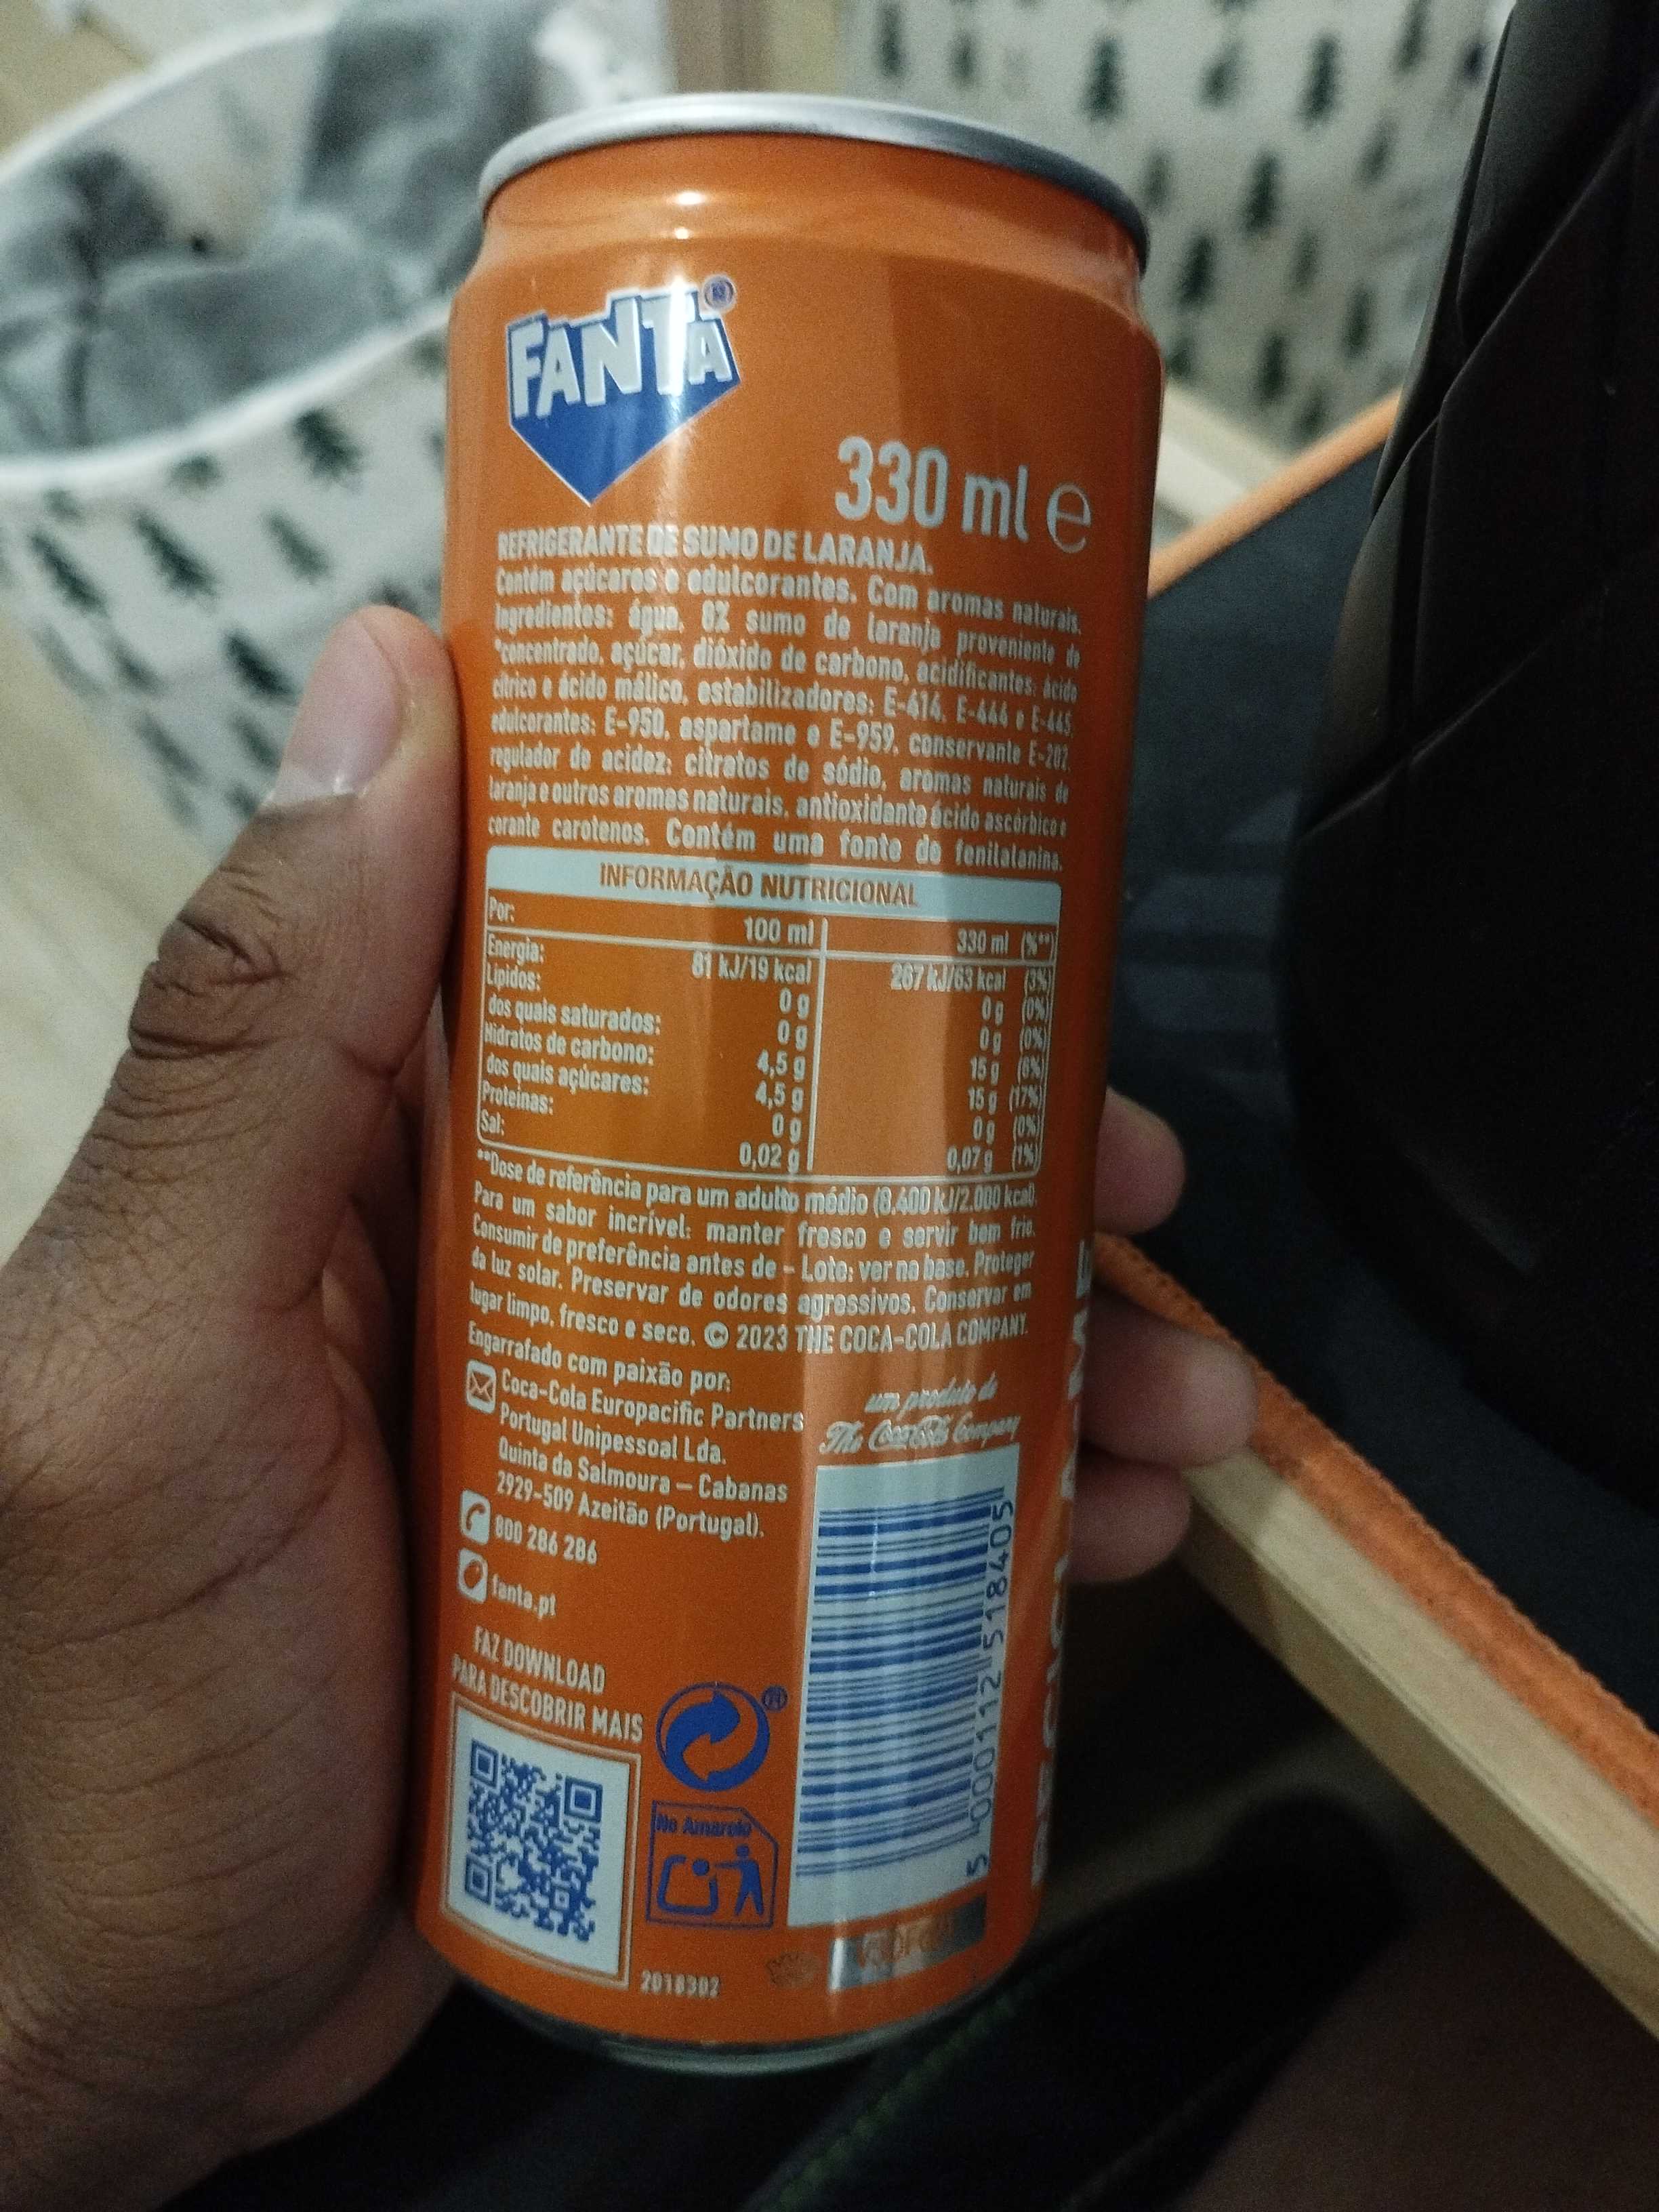 FANTA®
330 ml e
REFRIGERANTE DE SUMO DE LARANJA.
Contém açúcares e edulcorantes. Com aromas naturais.
Ingredientes: água, 8% sumo de laranja proveniente de
*concentrado, açúcar, dióxido de carbono, acidificantes: ácido
cítrico e ácido málico, estabilizadores: E-414, E-444 e E-445,
edulcorantes: E-950, aspartame e E-959, conservante E-202,
regulador de acidez: citratos de sódio, aromas naturais de
laranja e outros aromas naturais, antioxidante ácido ascórbico e
corante carotenos. Contém uma fonte de fenilalanina.
INFORMAÇÃO NUTRICIONAL
Por: 100 ml 330 ml (%**)
Energia: 81 kJ/19 kcal 267 kJ/63 kcal (3%)
Lípidos: 0 g 0 g (0%)
dos quais saturados: 0 g 0 g (0%)
Hidratos de carbono: 4,5 g 15 g (6%)
dos quais açúcares: 4,5 g 15 g (17%)
Proteínas: 0 g 0 g (0%)
Sal: 0,02 g 0,07 g (1%)
**Dose de referência para um adulto médio (8.400 kJ/2.000 kcal).
Para um sabor incrível: manter fresco e servir bem frio.
Consumir de preferência antes de - Lote: ver na base. Proteger
da luz solar. Preservar de odores agressivos. Conservar em
lugar limpo, fresco e seco. © 2023 THE COCA-COLA COMPANY.
Engarrafado com paixão por:
Coca-Cola Europacific Partners
Portugal Unipessoal Lda.
Quinta da Salmoura – Cabanas
2929-509 Azeitão (Portugal).
800 286 286
fanta.pt
um produto de
The Coca-Cola Company
FAZ DOWNLOAD
PARA DESCOBRIR MAIS
No Amarelo
5 000112 518405
2018302